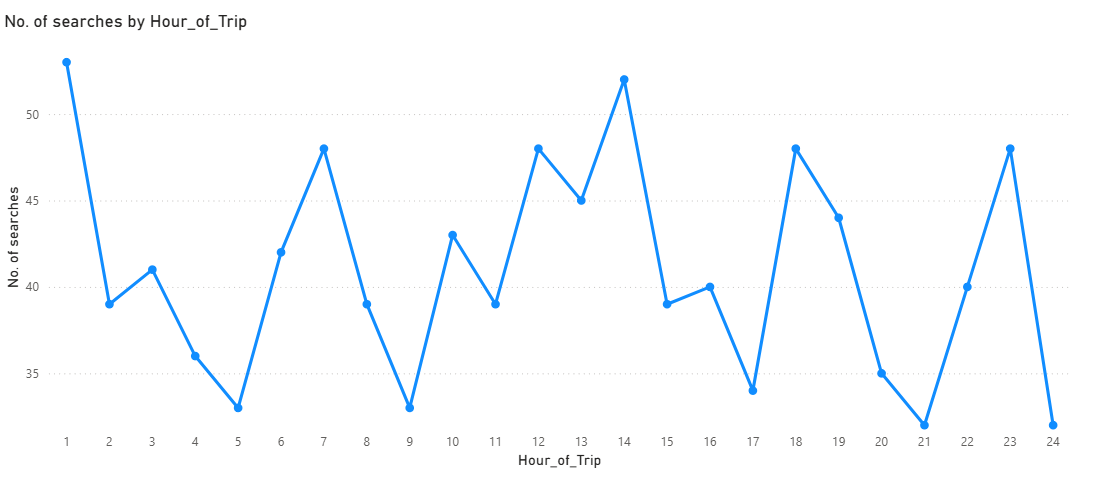 No. of searches by Hour_of_Trip
No. of searches
50
45
40
35
1 2 3 4 5 6 7 8 9 10 11 12 13 14 15 16 17 18 19 20 21 22 23 24
Hour_of_Trip